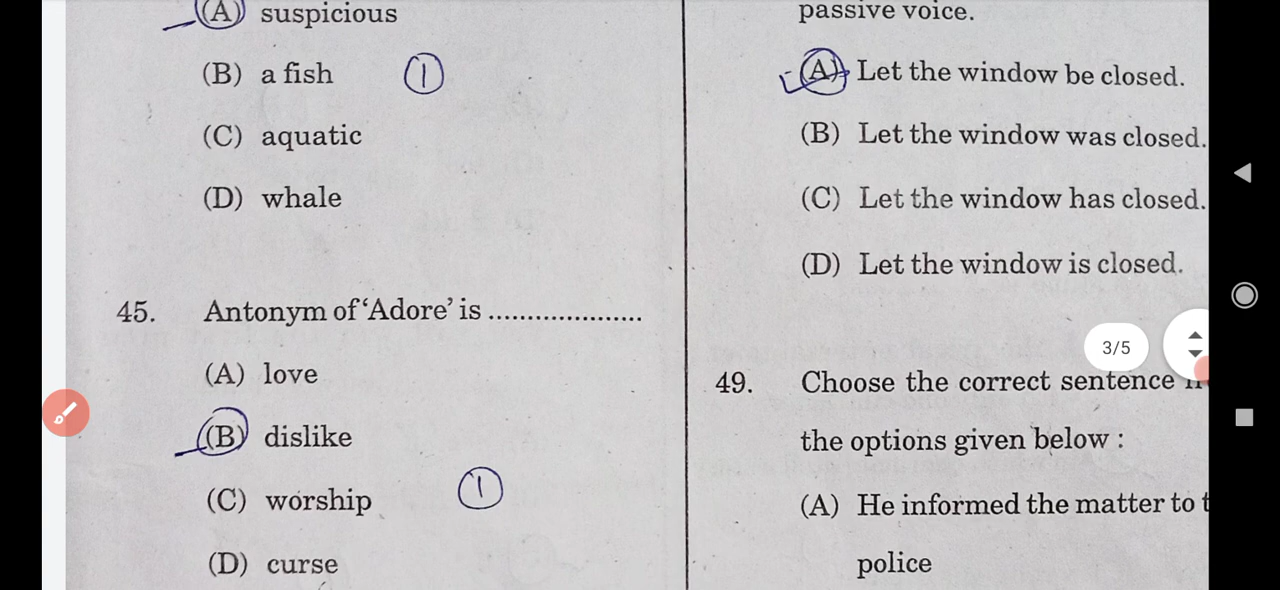 (A) suspicious
(B) a fish
1
(C) aquatic
(D) whale
45. Antonym of 'Adore' is ....................
(A) love
(B) dislike
(C) worship
1
(D) curse
passive voice.
(A) Let the window be closed.
(B) Let the window was closed.
(C) Let the window has closed.
(D) Let the window is closed.
3/5
49. Choose the correct sentence
the options given below :
(A) He informed the matter to
police